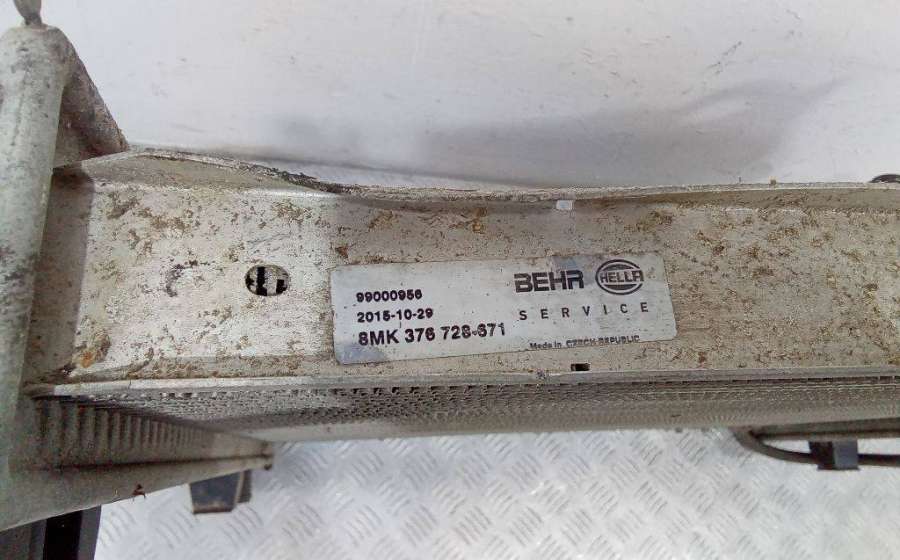 99000956
2015-10-29
8MK 376 728-671
BEHR HELLA
SERVICE
Made in CZECH REPUBLIC